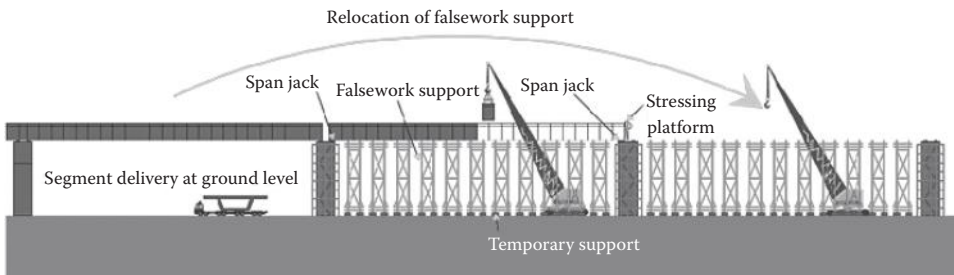 Relocation of falsework support
Span jack
Falsework support
Span jack
Stressing
platform
Segment delivery at ground level
Temporary support